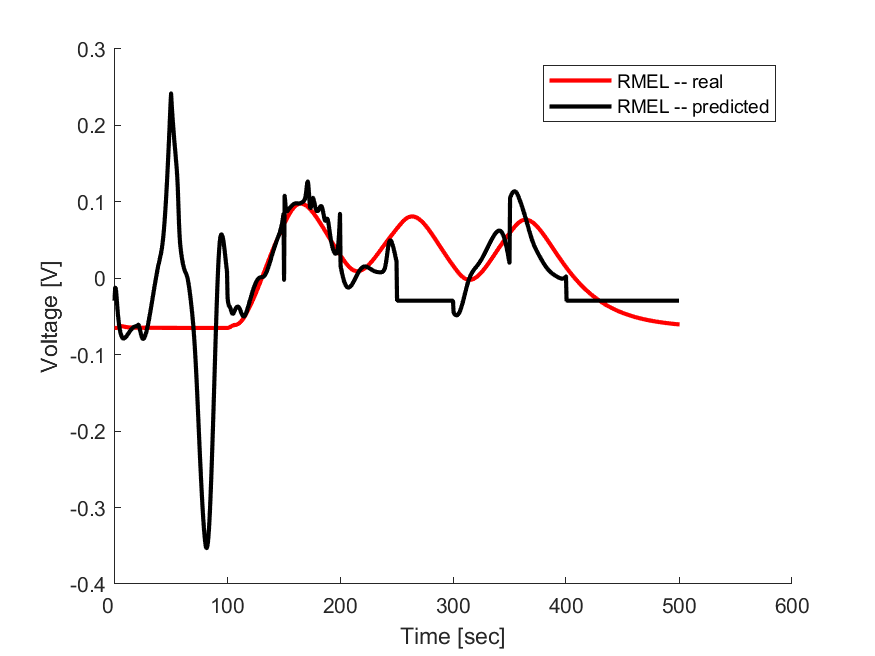 0.3
0.2
0.1
0
-0.1
-0.2
-0.3
-0.4
Voltage [V]
RMEL -- real
RMEL -- predicted
0 100 200 300 400 500 600
Time [sec]